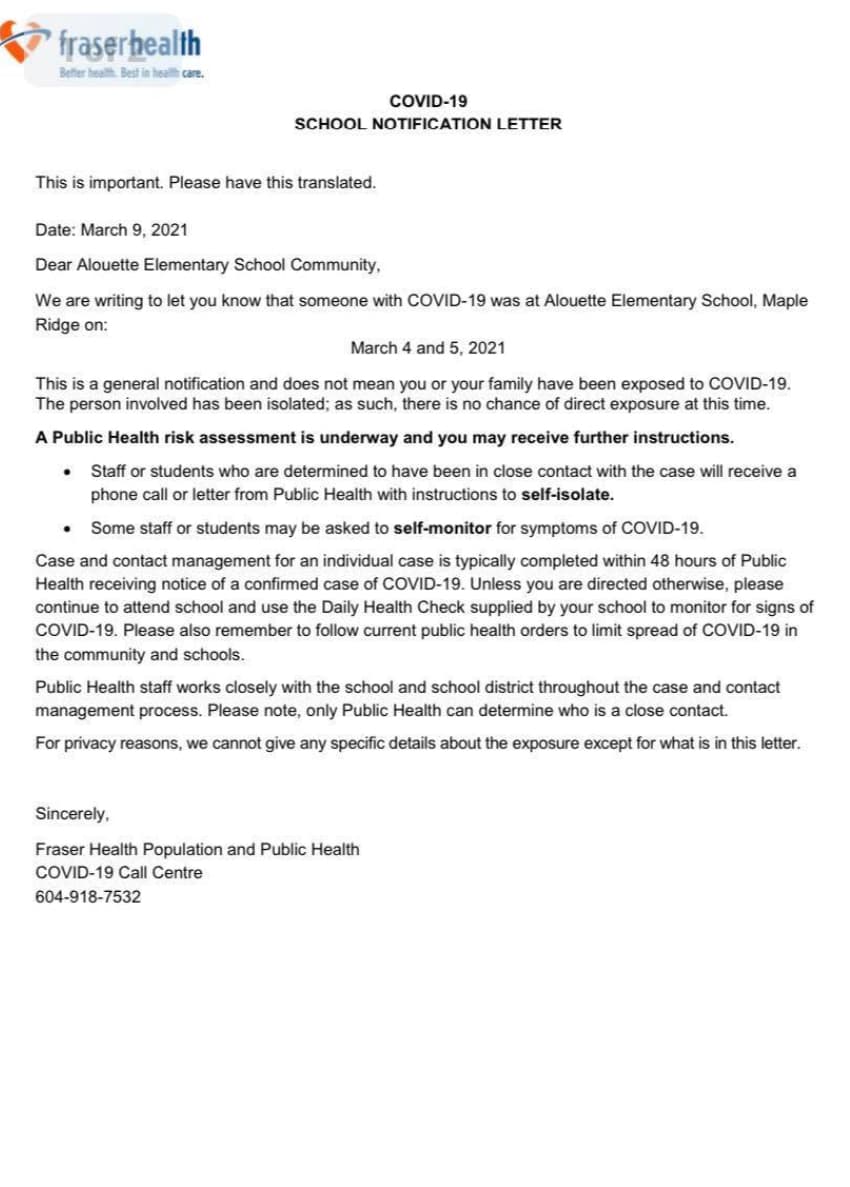 fraserhealth
Better health. Best in health care.
COVID-19
SCHOOL NOTIFICATION LETTER
This is important. Please have this translated.
Date: March 9, 2021
Dear Alouette Elementary School Community,
We are writing to let you know that someone with COVID-19 was at Alouette Elementary School, Maple
Ridge on:
March 4 and 5, 2021
This is a general notification and does not mean you or your family have been exposed to COVID-19.
The person involved has been isolated; as such, there is no chance of direct exposure at this time.
A Public Health risk assessment is underway and you may receive further instructions.
• Staff or students who are determined to have been in close contact with the case will receive a
phone call or letter from Public Health with instructions to self-isolate.
• Some staff or students may be asked to self-monitor for symptoms of COVID-19.
Case and contact management for an individual case is typically completed within 48 hours of Public
Health receiving notice of a confirmed case of COVID-19. Unless you are directed otherwise, please
continue to attend school and use the Daily Health Check supplied by your school to monitor for signs of
COVID-19. Please also remember to follow current public health orders to limit spread of COVID-19 in
the community and schools.
Public Health staff works closely with the school and school district throughout the case and contact
management process. Please note, only Public Health can determine who is a close contact.
For privacy reasons, we cannot give any specific details about the exposure except for what is in this letter.
Sincerely,
Fraser Health Population and Public Health
COVID-19 Call Centre
604-918-7532